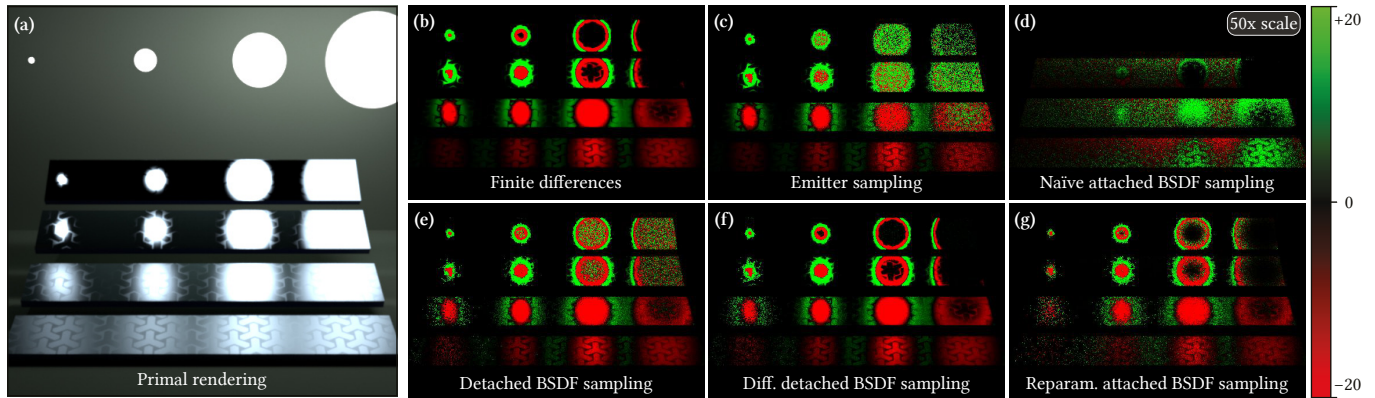 (a)
Primal rendering
(b)
Finite differences
(c)
Emitter sampling
(d)
50x scale
Naïve attached BSDF sampling
(e)
Detached BSDF sampling
(f)
Diff. detached BSDF sampling
(g)
Reparam. attached BSDF sampling
+20
0
−20